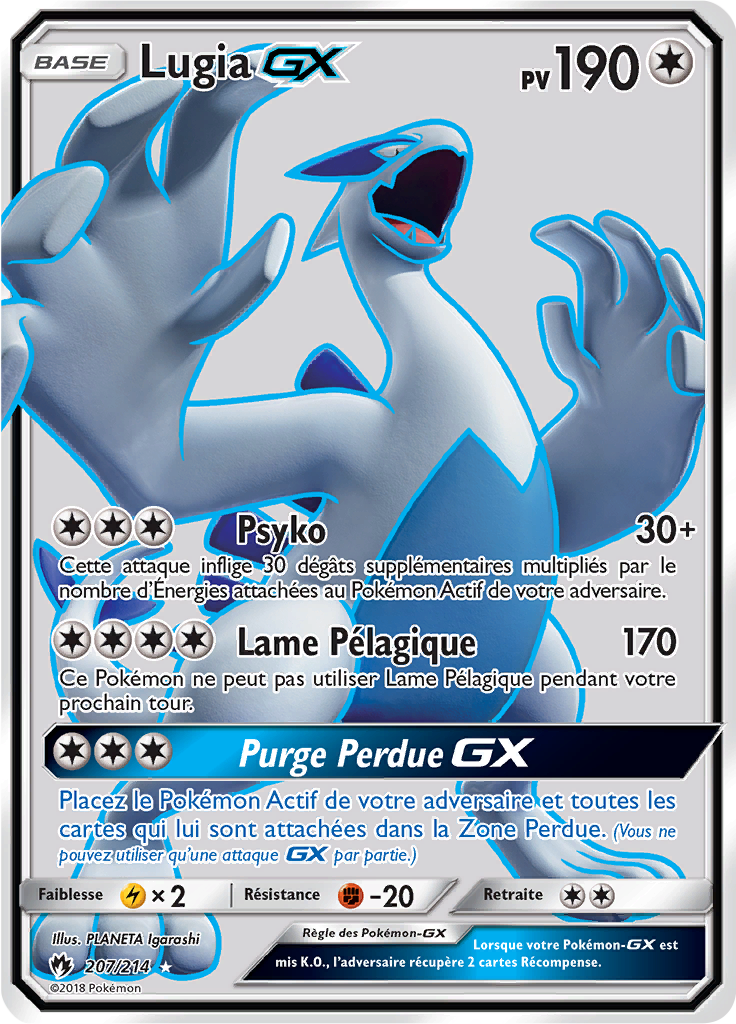 BASE Lugia GX PV 190
Psyko 30+
Cette attaque inflige 30 dégâts supplémentaires multipliés par le
nombre d'Énergies attachées au Pokémon Actif de votre adversaire.
Lame Pélagique 170
Ce Pokémon ne peut pas utiliser Lame Pélagique pendant votre
prochain tour.
Purge Perdue GX
Placez le Pokémon Actif de votre adversaire et toutes les
cartes qui lui sont attachées dans la Zone Perdue. (Vous ne
pouvez utiliser qu'une attaque GX par partie.)
Faiblesse × 2 Résistance -20 Retraite
Illus. PLANETA Igarashi
207/214
©2018 Pokémon
Règle des Pokémon-GX
Lorsque votre Pokémon-GX est
mis K.O., l'adversaire récupère 2 cartes Récompense.